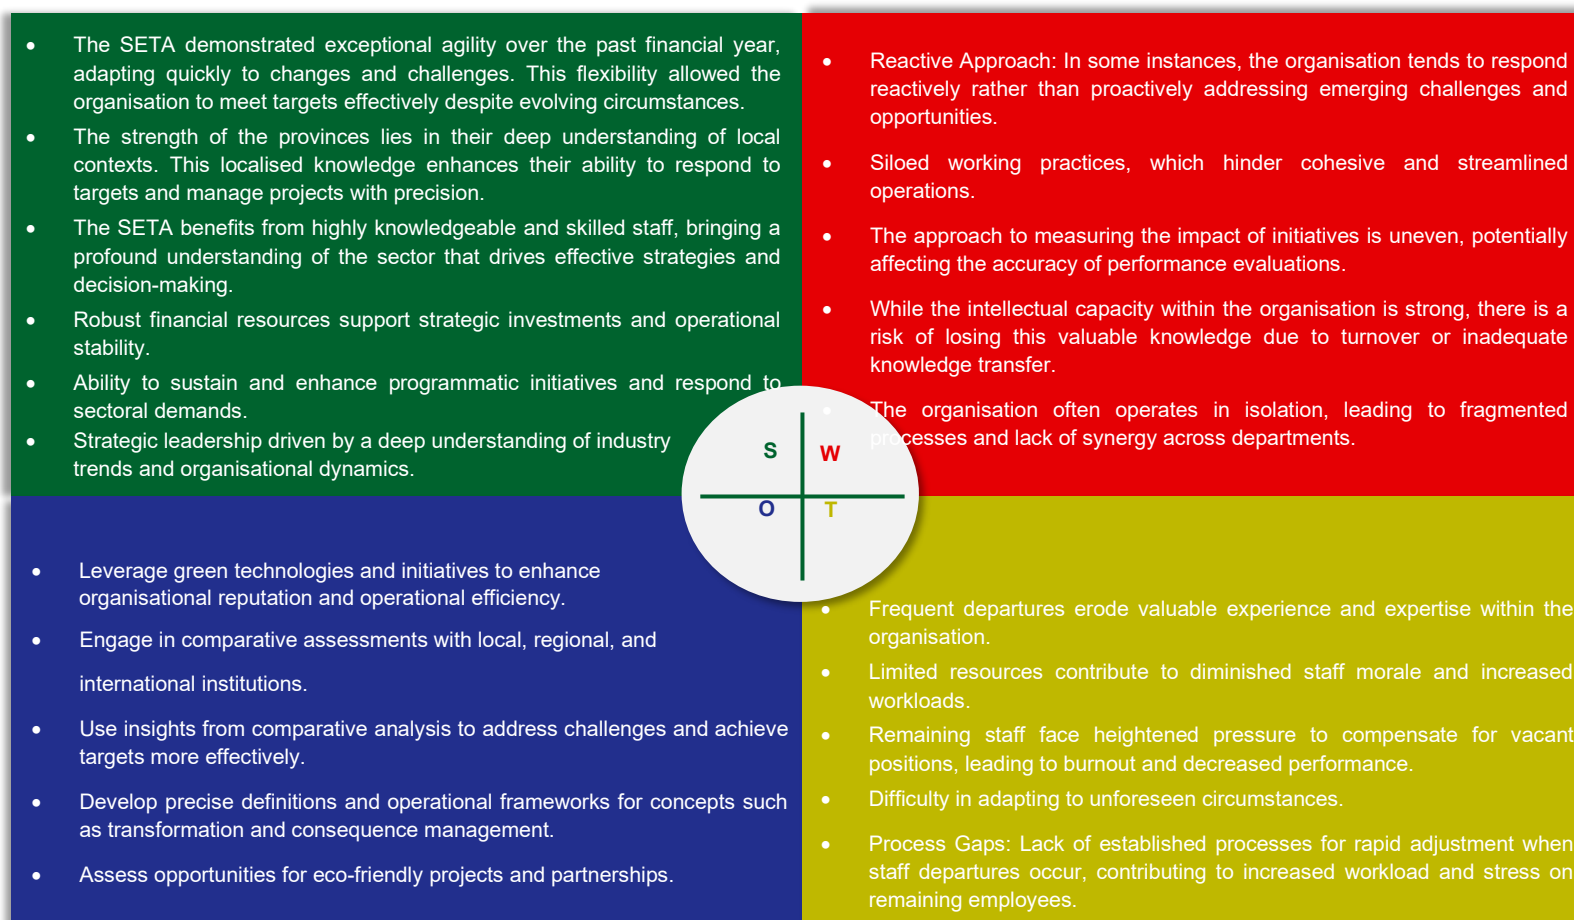 • The SETA demonstrated exceptional agility over the past financial year,
adapting quickly to changes and challenges. This flexibility allowed the
organisation to meet targets effectively despite evolving circumstances.
• The strength of the provinces lies in their deep understanding of local
contexts. This localised knowledge enhances their ability to respond to
targets and manage projects with precision.
• The SETA benefits from highly knowledgeable and skilled staff, bringing a
profound understanding of the sector that drives effective strategies and
decision-making.
• Robust financial resources support strategic investments and operational
stability.
• Ability to sustain and enhance programmatic initiatives and respond to
sectoral demands.
• Strategic leadership driven by a deep understanding of industry
trends and organisational dynamics.
• Reactive Approach: In some instances, the organisation tends to respond
reactively rather than proactively addressing emerging challenges and
opportunities.
• Siloed working practices, which hinder cohesive and streamlined
operations.
• The approach to measuring the impact of initiatives is uneven, potentially
affecting the accuracy of performance evaluations.
• While the intellectual capacity within the organisation is strong, there is a
risk of losing this valuable knowledge due to turnover or inadequate
knowledge transfer.
• The organisation often operates in isolation, leading to fragmented
processes and lack of synergy across departments.
S
W
O
T
• Leverage green technologies and initiatives to enhance
organisational reputation and operational efficiency.
• Engage in comparative assessments with local, regional, and
international institutions.
• Use insights from comparative analysis to address challenges and achieve
targets more effectively.
• Develop precise definitions and operational frameworks for concepts such
as transformation and consequence management.
• Assess opportunities for eco-friendly projects and partnerships.
• Frequent departures erode valuable experience and expertise within the
organisation.
• Limited resources contribute to diminished staff morale and increased
workloads.
• Remaining staff face heightened pressure to compensate for vacant
positions, leading to burnout and decreased performance.
• Difficulty in adapting to unforeseen circumstances.
• Process Gaps: Lack of established processes for rapid adjustment when
staff departures occur, contributing to increased workload and stress on
remaining employees.